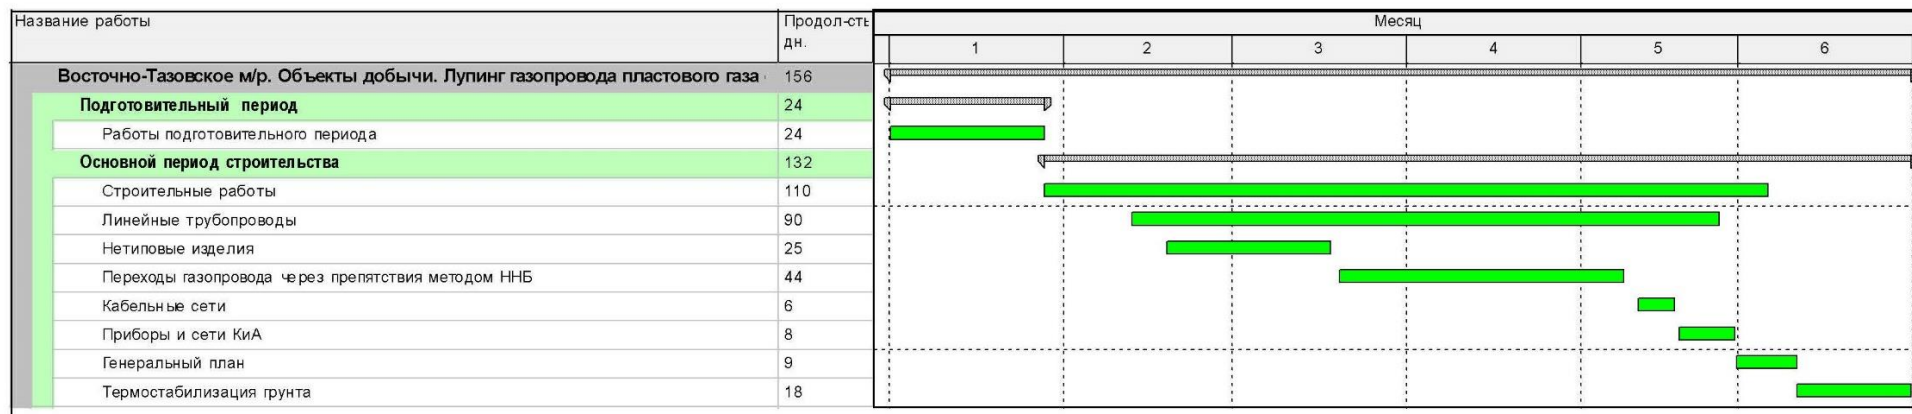 Название работы Продол-сть Месяц
дн. 1 2 3 4 5 6
Восточно-Тазовское м/р. Объекты добычи. Лупинг газопровода пластового газа 156
Подготовительный период 24
Работы подготовительного периода 24
Основной период строительства 132
Строительные работы 110
Линейные трубопроводы 90
Нетиповые изделия 25
Переходы газопровода через препятствия методом ННБ 44
Кабельные сети 6
Приборы и сети КиА 8
Генеральный план 9
Термостабилизация грунта 18